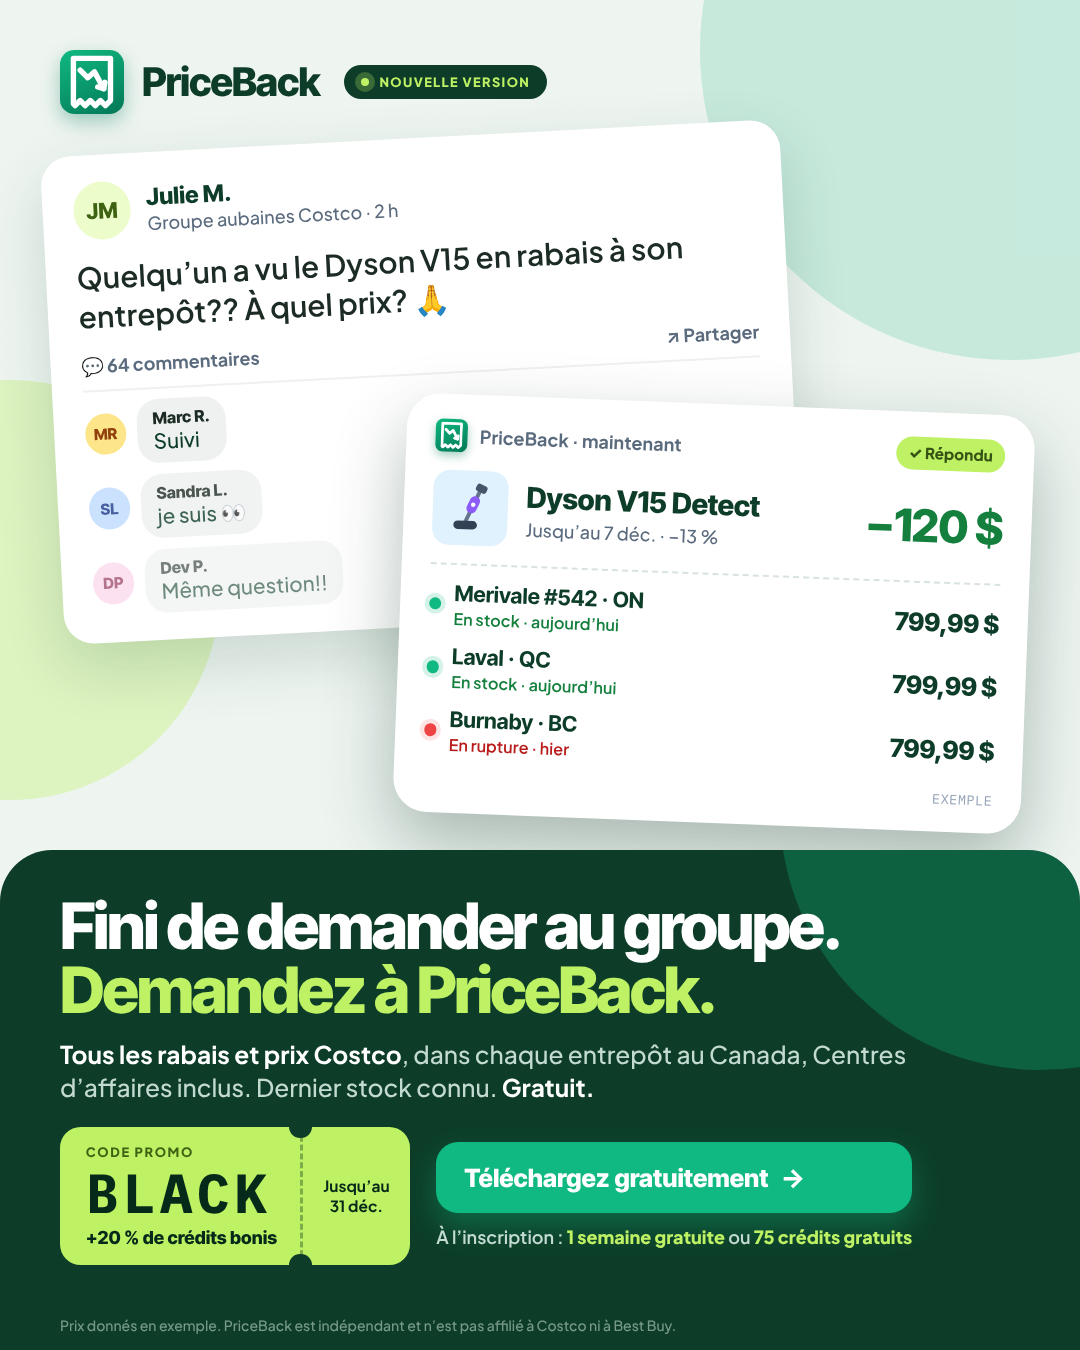 PriceBack
NOUVELLE VERSION
JM
Julie M.
Groupe aubaines Costco · 2 h
Quelqu’un a vu le Dyson V15 en rabais à son
entrepôt?? À quel prix? 🙏
💬 64 commentaires
↗ Partager
MR
Marc R.
Suivi
SL
Sandra L.
je suis 👀
DP
Dev P.
Même question!!
PriceBack · maintenant
✓ Répondu
Dyson V15 Detect
Jusqu’au 7 déc. · −13 %
−120 $
Merivale #542 · ON
En stock · aujourd’hui
799,99 $
Laval · QC
En stock · aujourd’hui
799,99 $
Burnaby · BC
En rupture · hier
799,99 $
EXEMPLE
Fini de demander au groupe.
Demandez à PriceBack.
Tous les rabais et prix Costco, dans chaque entrepôt au Canada, Centres
d’affaires inclus. Dernier stock connu. Gratuit.
CODE PROMO
BLACK
+20 % de crédits bonis
Jusqu’au
31 déc.
Téléchargez gratuitement →
À l’inscription : 1 semaine gratuite ou 75 crédits gratuits
Prix donnés en exemple. PriceBack est indépendant et n’est pas affilié à Costco ni à Best Buy.